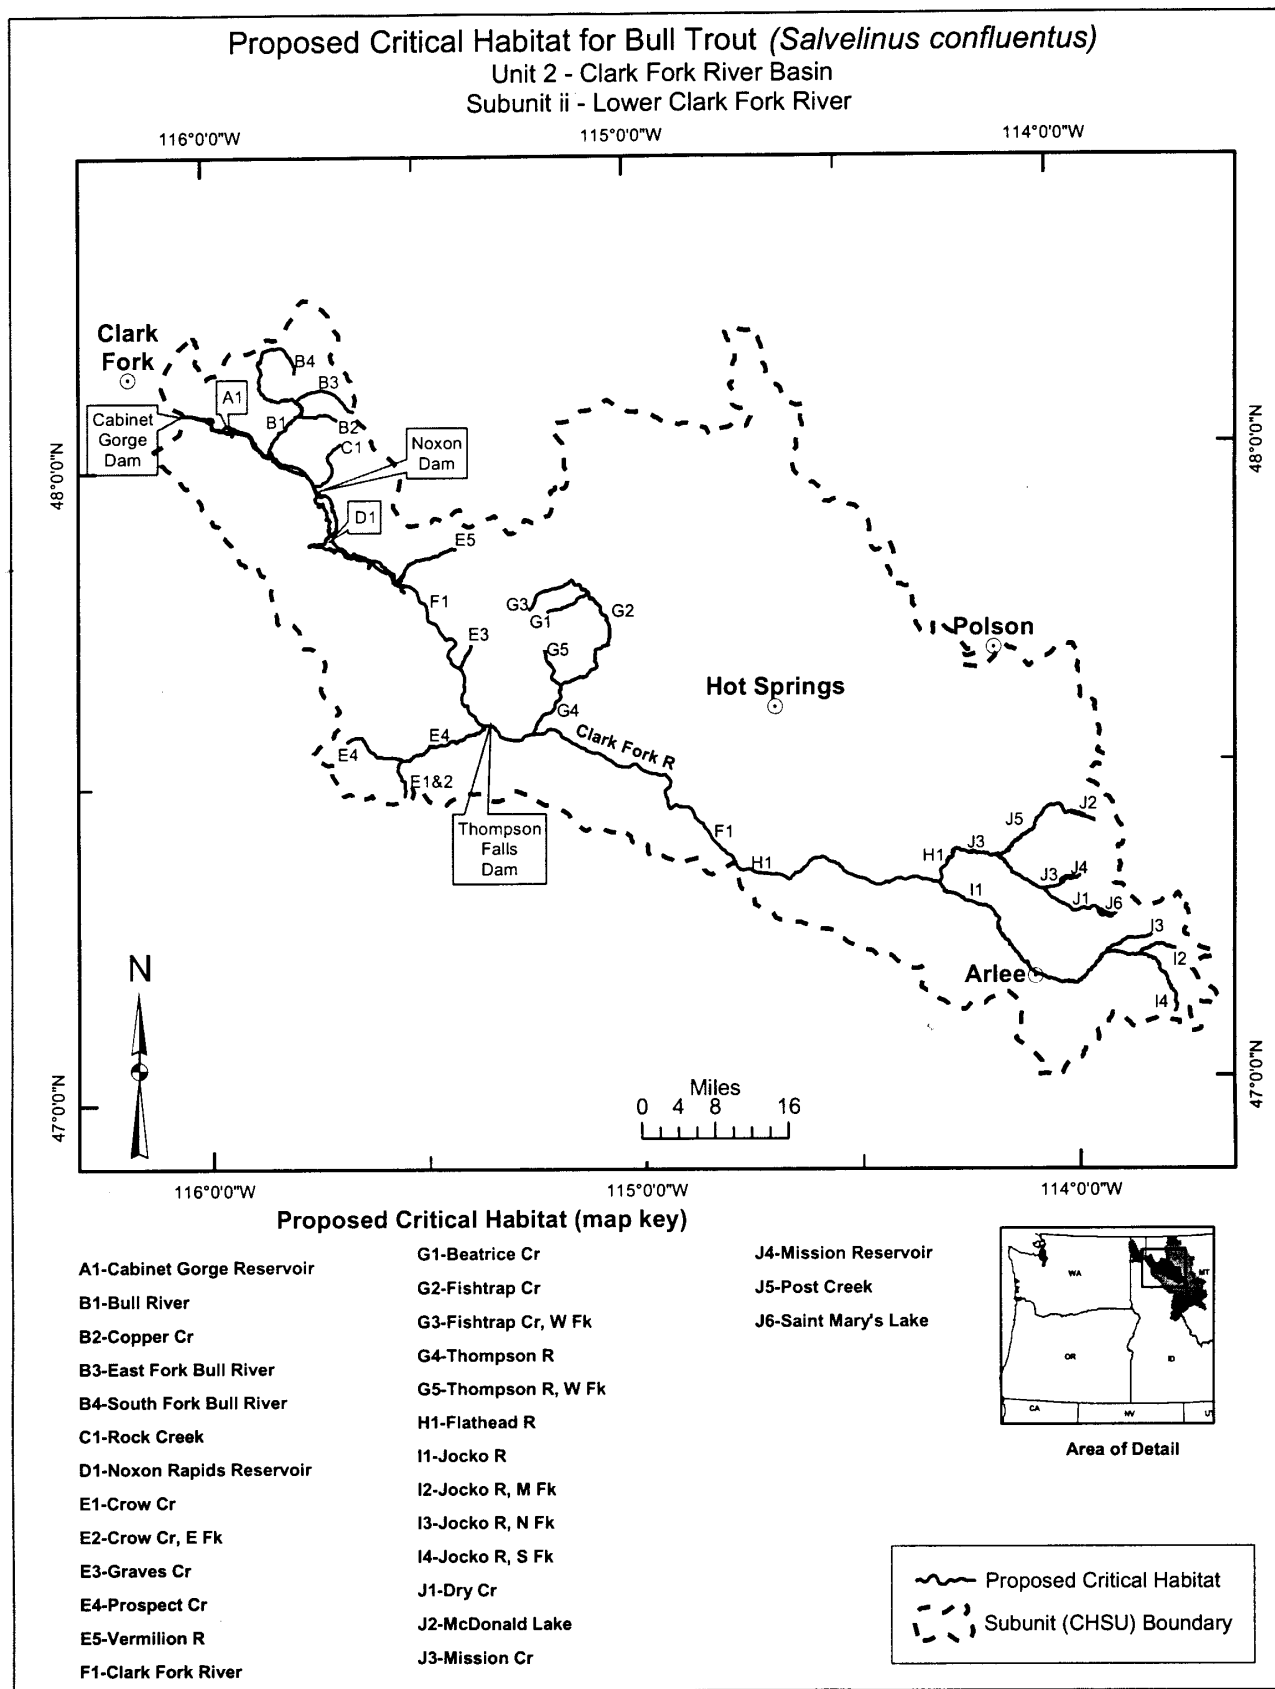 Proposed Critical Habitat for Bull Trout (Salvelinus confluentus)
Unit 2 - Clark Fork River Basin
Subunit ii - Lower Clark Fork River
116°0'0"W
115°0'0"W
114°0'0"W
Clark
Fork
B4
B3
A1
B1
B2
C1
Cabinet
Gorge
Dam
Noxon
Dam
48°0'0"N
48°0'0"N
D1
E5
F1
G3
G1
G2
E3
G5
Polson
Hot Springs
G4
Clark Fork R
E4
E4
E1&2
Thompson
Falls
Dam
F1
H1
H1
J3
J5
J2
J3
J4
J1
J6
I1
I3
I2
I4
Arlee
N
Miles
0 4 8 16
47°0'0"N
47°0'0"N
116°0'0"W
115°0'0"W
114°0'0"W
Proposed Critical Habitat (map key)
A1-Cabinet Gorge Reservoir
B1-Bull River
B2-Copper Cr
B3-East Fork Bull River
B4-South Fork Bull River
C1-Rock Creek
D1-Noxon Rapids Reservoir
E1-Crow Cr
E2-Crow Cr, E Fk
E3-Graves Cr
E4-Prospect Cr
E5-Vermilion R
F1-Clark Fork River
G1-Beatrice Cr
G2-Fishtrap Cr
G3-Fishtrap Cr, W Fk
G4-Thompson R
G5-Thompson R, W Fk
H1-Flathead R
I1-Jocko R
I2-Jocko R, M Fk
I3-Jocko R, N Fk
I4-Jocko R, S Fk
J1-Dry Cr
J2-McDonald Lake
J3-Mission Cr
J4-Mission Reservoir
J5-Post Creek
J6-Saint Mary's Lake
WA
MT
OR
ID
CA
NV
UT
Area of Detail
Proposed Critical Habitat
Subunit (CHSU) Boundary